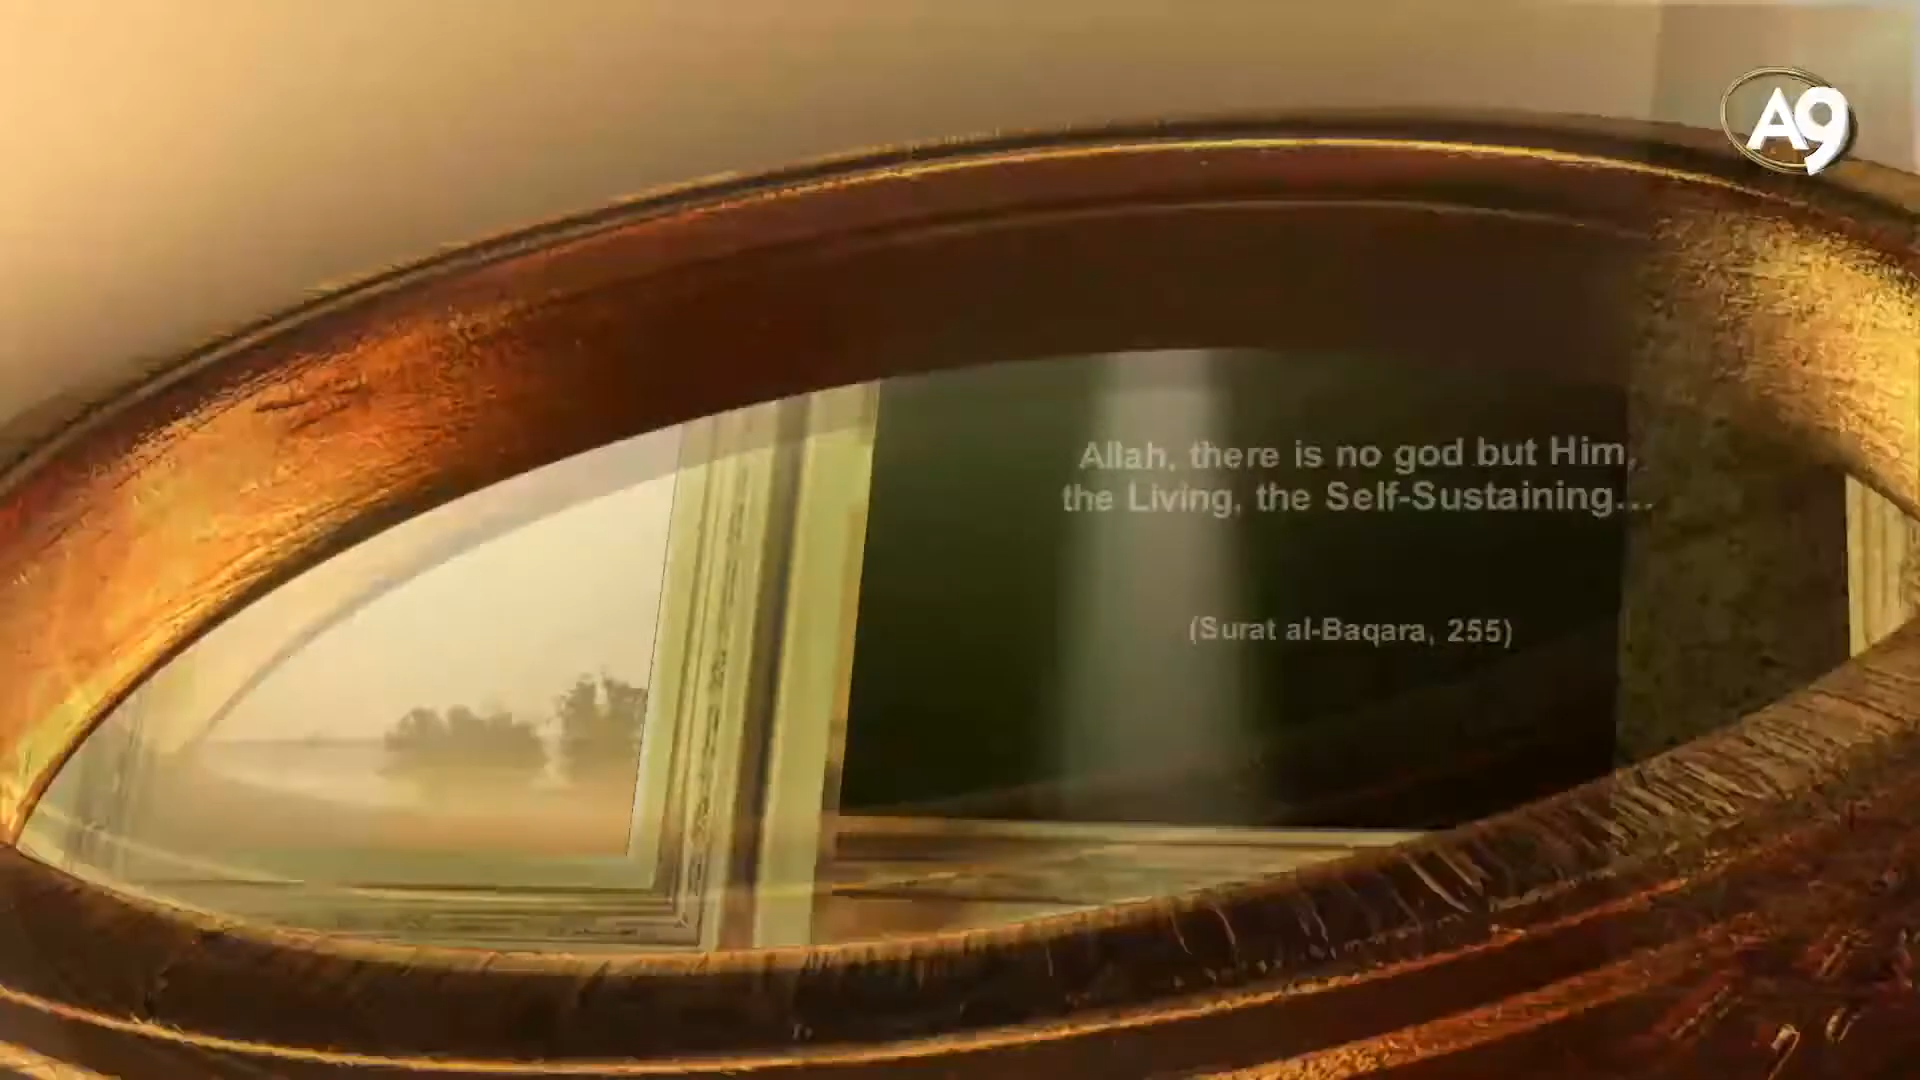 A9
Allah, there is no god but Him,
the Living, the Self-Sustaining...
(Surat al-Baqara, 255)